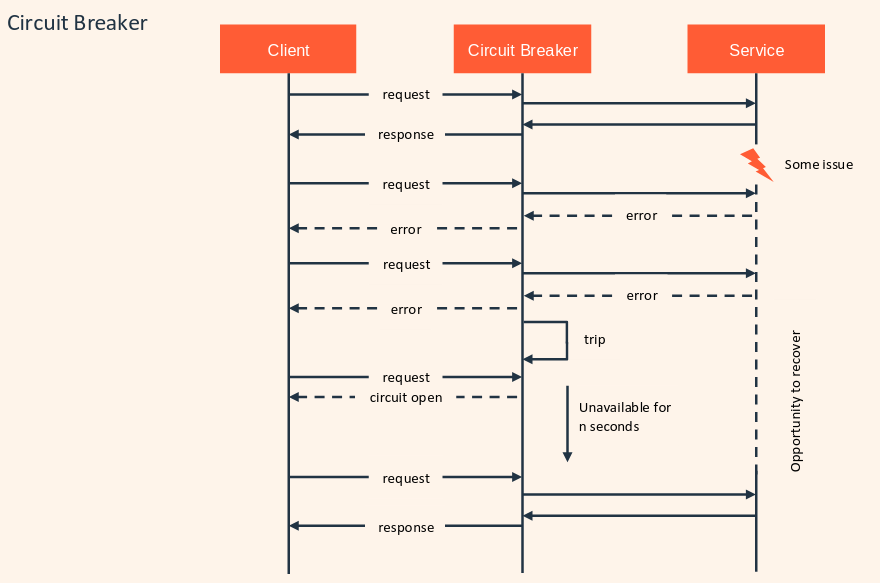 Circuit Breaker
Client
Circuit Breaker
Service
request
response
Some issue
request
error
error
request
error
error
trip
request
circuit open
Unavailable for
n seconds
Opportunity to recover
request
response